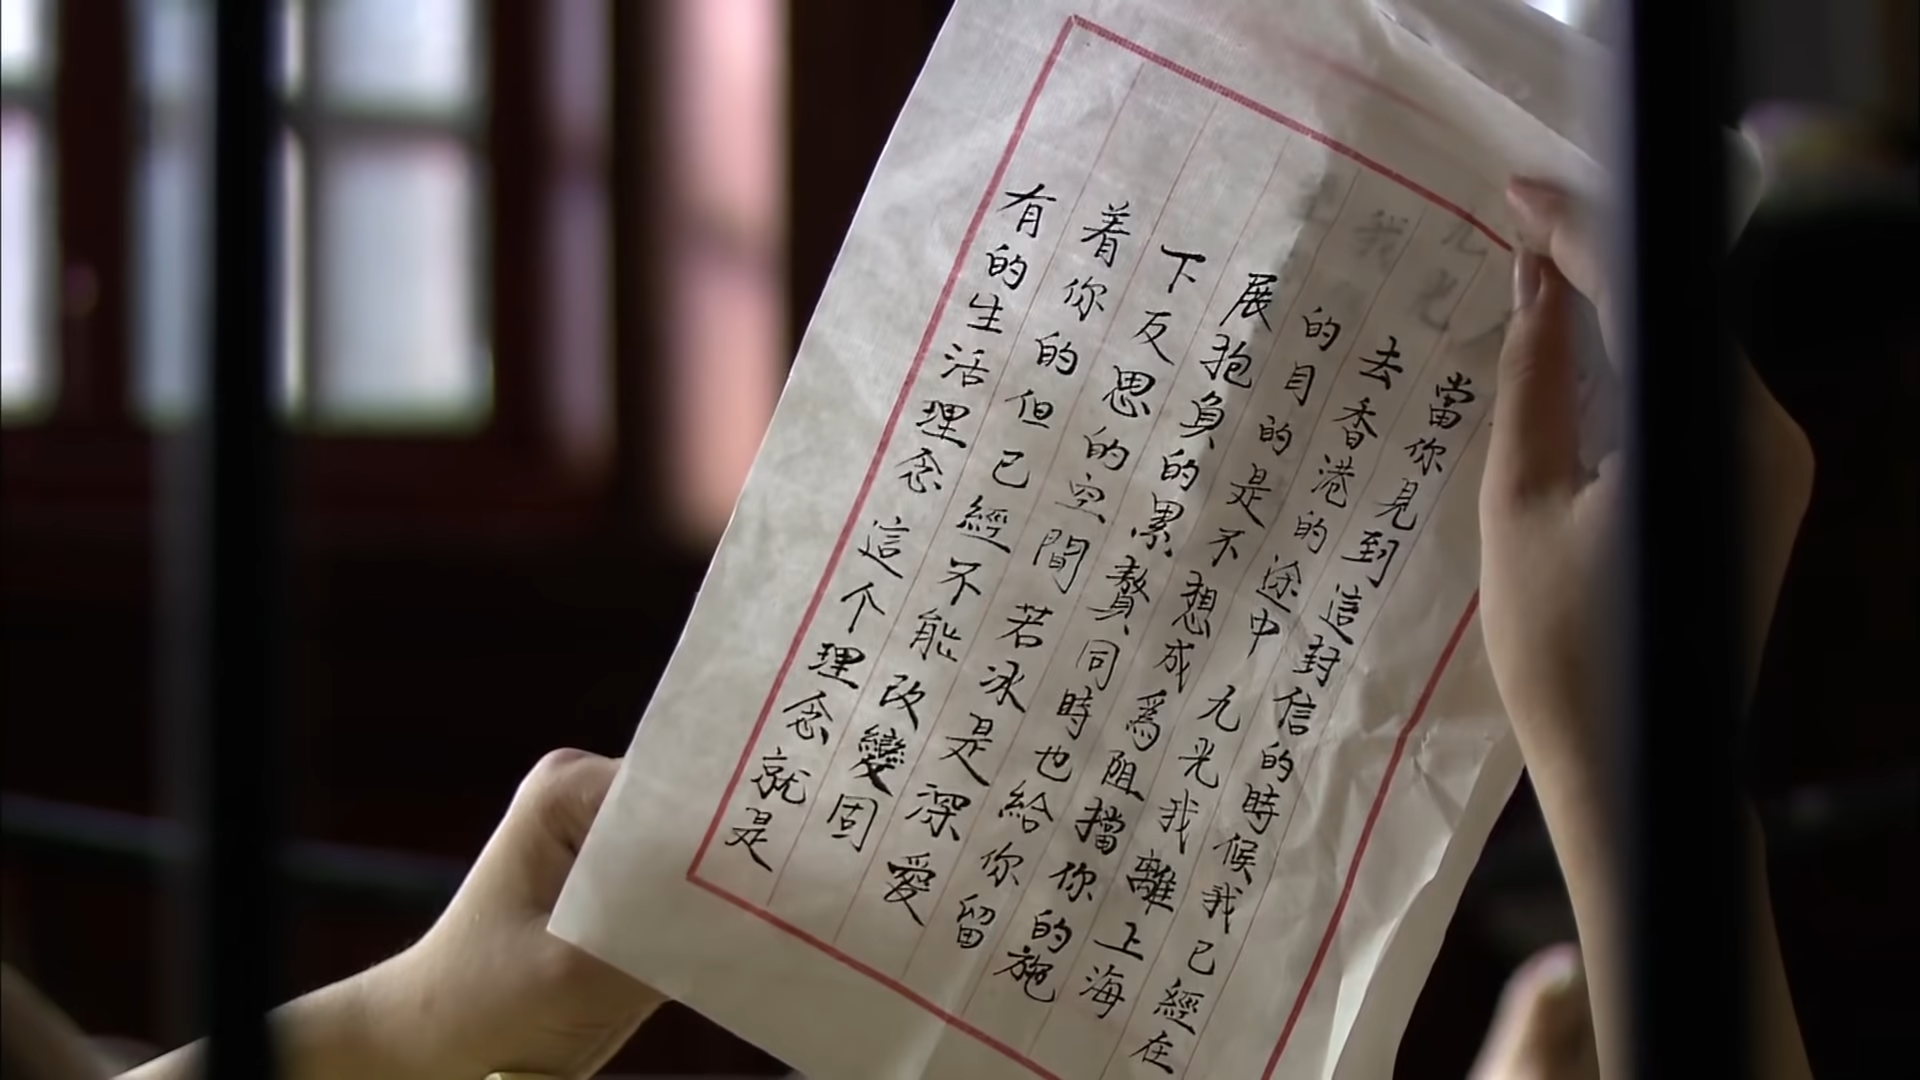 當你見到這封信的時候我已經在
去香港的途中 九光我離上海
的目的是不想成爲阻擋你的施
展抱負的累贅同時也給你留
下反思的空間 若冰是深愛
着你的但已經不能改變固
有的生活理念 這个理念就是